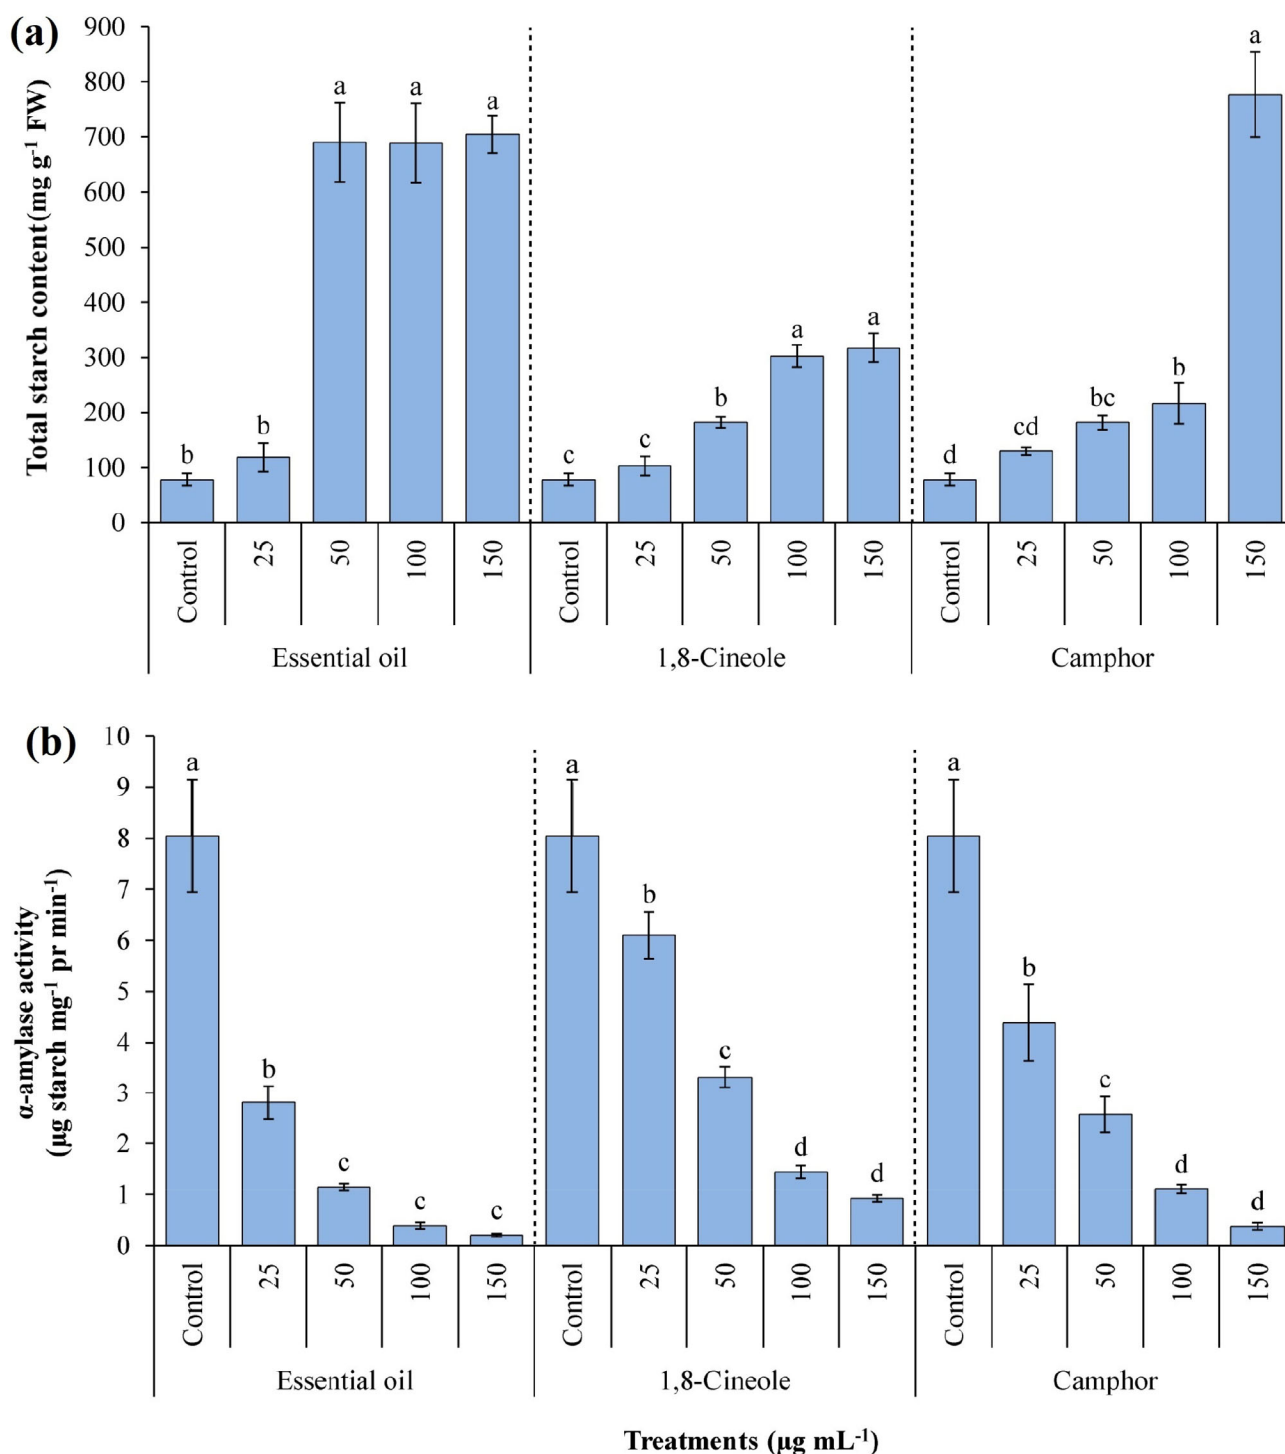 (a)
Total starch content(mg g⁻¹ FW)
900
800
700
600
500
400
300
200
100
0
b b a a a c c b a a d cd bc b a
Control 25 50 100 150 Control 25 50 100 150 Control 25 50 100 150
Essential oil 1,8-Cineole Camphor
(b)
α-amylase activity
(µg starch mg⁻¹ pr min⁻¹)
10
9
8
7
6
5
4
3
2
1
0
a b c c c a b c d d a b c d d
Control 25 50 100 150 Control 25 50 100 150 Control 25 50 100 150
Essential oil 1,8-Cineole Camphor
Treatments (µg mL⁻¹)